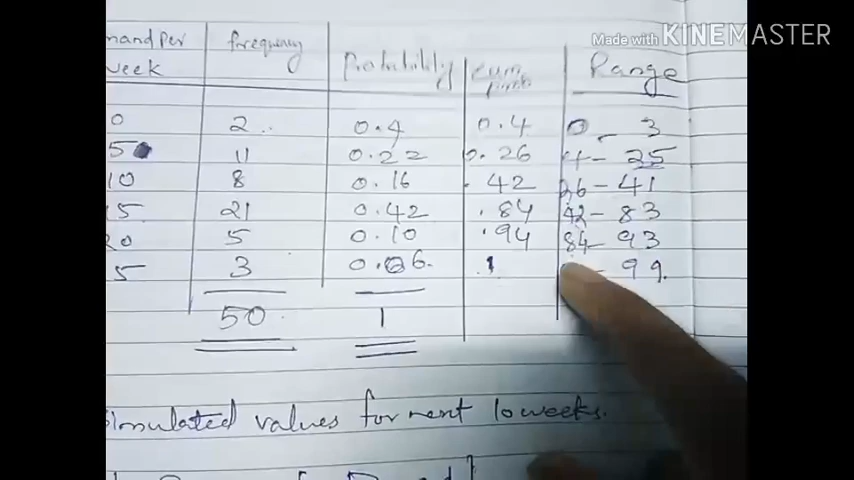 Made with KINEMASTER
mand per week frequency Probability cum prob Range
0 2 0.4 0.4 0 - 3
5 11 0.22 0.26 4 - 25
10 8 0.16 .42 26 - 41
5 21 0.42 .84 42 - 83
20 5 0.10 .94 84 - 93
5 3 0.06 1 - 99.
50 1
Simulated values for next 10 weeks.